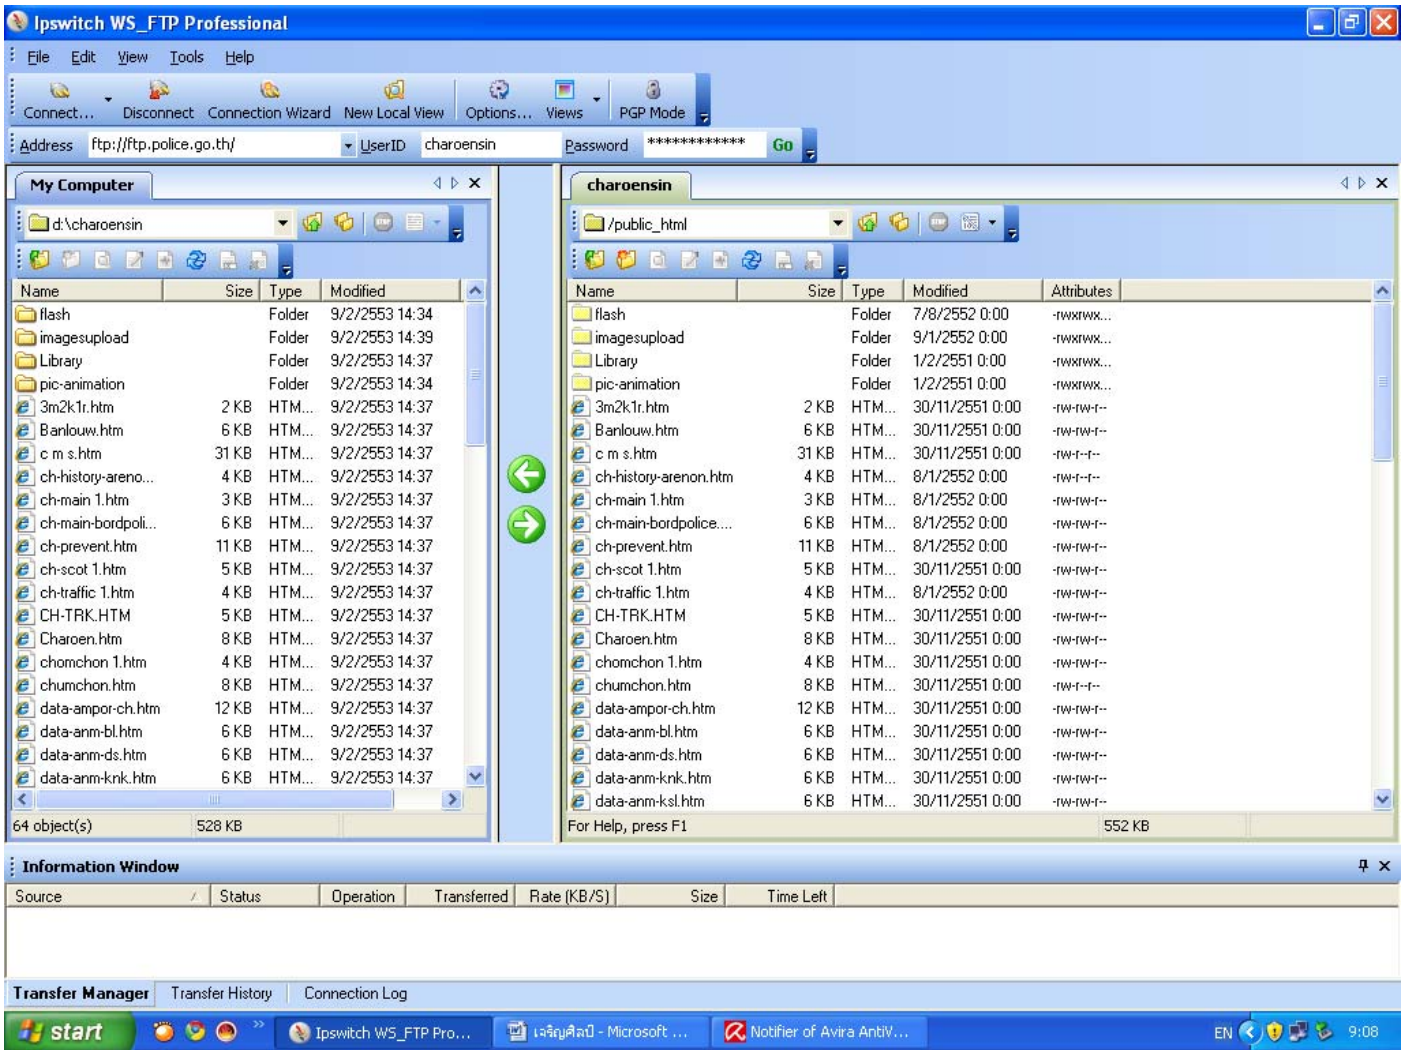 Ipswitch WS_FTP Professional
File Edit View Tools Help
Connect... Disconnect Connection Wizard New Local View Options... Views PGP Mode
Address ftp://ftp.police.go.th/ UserID charoensin Password ************ Go
My Computer
d:\charoensin
Name Size Type Modified
flash Folder 9/2/2553 14:34
imagesupload Folder 9/2/2553 14:39
Library Folder 9/2/2553 14:37
pic-animation Folder 9/2/2553 14:34
3m2k1r.htm 2 KB HTM... 9/2/2553 14:37
Banlouw.htm 6 KB HTM... 9/2/2553 14:37
c m s.htm 31 KB HTM... 9/2/2553 14:37
ch-history-areno... 4 KB HTM... 9/2/2553 14:37
ch-main 1.htm 3 KB HTM... 9/2/2553 14:37
ch-main-bordpoli... 6 KB HTM... 9/2/2553 14:37
ch-prevent.htm 11 KB HTM... 9/2/2553 14:37
ch-scot 1.htm 5 KB HTM... 9/2/2553 14:37
ch-traffic 1.htm 4 KB HTM... 9/2/2553 14:37
CH-TRK.HTM 5 KB HTM... 9/2/2553 14:37
Charoen.htm 8 KB HTM... 9/2/2553 14:37
chomchon 1.htm 4 KB HTM... 9/2/2553 14:37
chumchon.htm 8 KB HTM... 9/2/2553 14:37
data-ampor-ch.htm 12 KB HTM... 9/2/2553 14:37
data-anm-bl.htm 6 KB HTM... 9/2/2553 14:37
data-anm-ds.htm 6 KB HTM... 9/2/2553 14:37
data-anm-knk.htm 6 KB HTM... 9/2/2553 14:37
64 object(s) 528 KB
charoensin
/public_html
Name Size Type Modified Attributes
flash Folder 7/8/2552 0:00 -rwxrwx...
imagesupload Folder 9/1/2552 0:00 -rwxrwx...
Library Folder 1/2/2551 0:00 -rwxrwx...
pic-animation Folder 1/2/2551 0:00 -rwxrwx...
3m2k1r.htm 2 KB HTM... 30/11/2551 0:00 -rw-rw-r--
Banlouw.htm 6 KB HTM... 30/11/2551 0:00 -rw-rw-r--
c m s.htm 31 KB HTM... 30/11/2551 0:00 -rw-r--r--
ch-history-arenon.htm 4 KB HTM... 8/1/2552 0:00 -rw-r--r--
ch-main 1.htm 3 KB HTM... 8/1/2552 0:00 -rw-rw-r--
ch-main-bordpolice.... 6 KB HTM... 8/1/2552 0:00 -rw-rw-r--
ch-prevent.htm 11 KB HTM... 8/1/2552 0:00 -rw-rw-r--
ch-scot 1.htm 5 KB HTM... 30/11/2551 0:00 -rw-rw-r--
ch-traffic 1.htm 4 KB HTM... 8/1/2552 0:00 -rw-rw-r--
CH-TRK.HTM 5 KB HTM... 30/11/2551 0:00 -rw-rw-r--
Charoen.htm 8 KB HTM... 30/11/2551 0:00 -rw-rw-r--
chomchon 1.htm 4 KB HTM... 30/11/2551 0:00 -rw-rw-r--
chumchon.htm 8 KB HTM... 30/11/2551 0:00 -rw-r--r--
data-ampor-ch.htm 12 KB HTM... 30/11/2551 0:00 -rw-rw-r--
data-anm-bl.htm 6 KB HTM... 30/11/2551 0:00 -rw-rw-r--
data-anm-ds.htm 6 KB HTM... 30/11/2551 0:00 -rw-rw-r--
data-anm-knk.htm 6 KB HTM... 30/11/2551 0:00 -rw-rw-r--
data-anm-ksl.htm 6 KB HTM... 30/11/2551 0:00 -rw-rw-r--
For Help, press F1 552 KB
Information Window
Source Status Operation Transferred Rate (KB/S) Size Time Left
Transfer Manager Transfer History Connection Log
start Ipswitch WS_FTP Pro... เจริญศิลป์ - Microsoft ... Notifier of Avira AntiV... EN 9:08